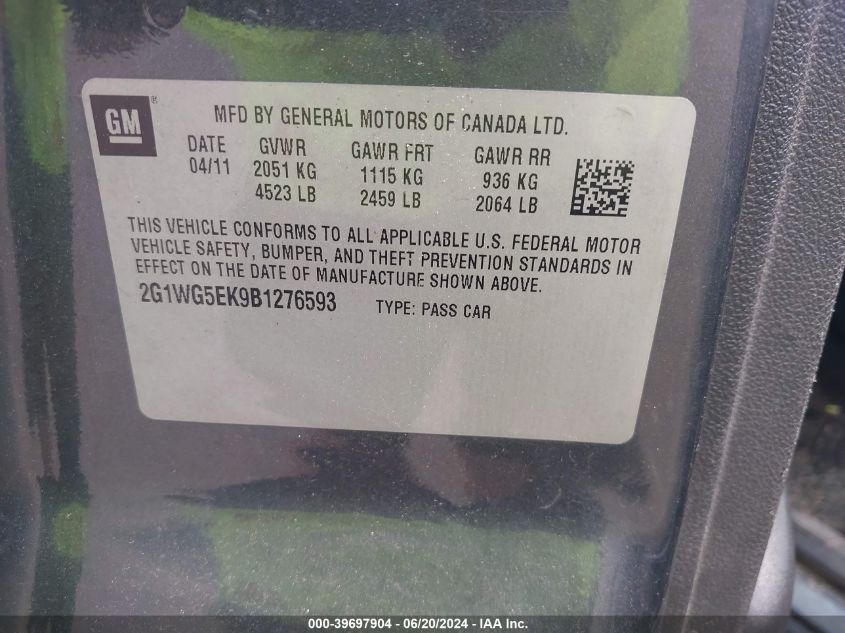 GM®
MFD BY GENERAL MOTORS OF CANADA LTD.
DATE GVWR GAWR FRT GAWR RR
04/11 2051 KG 1115 KG 936 KG
4523 LB 2459 LB 2064 LB
THIS VEHICLE CONFORMS TO ALL APPLICABLE U.S. FEDERAL MOTOR
VEHICLE SAFETY, BUMPER, AND THEFT PREVENTION STANDARDS IN
EFFECT ON THE DATE OF MANUFACTURE SHOWN ABOVE.
2G1WG5EK9B1276593 TYPE: PASS CAR
000-39697904 - 06/20/2024 - IAA Inc.